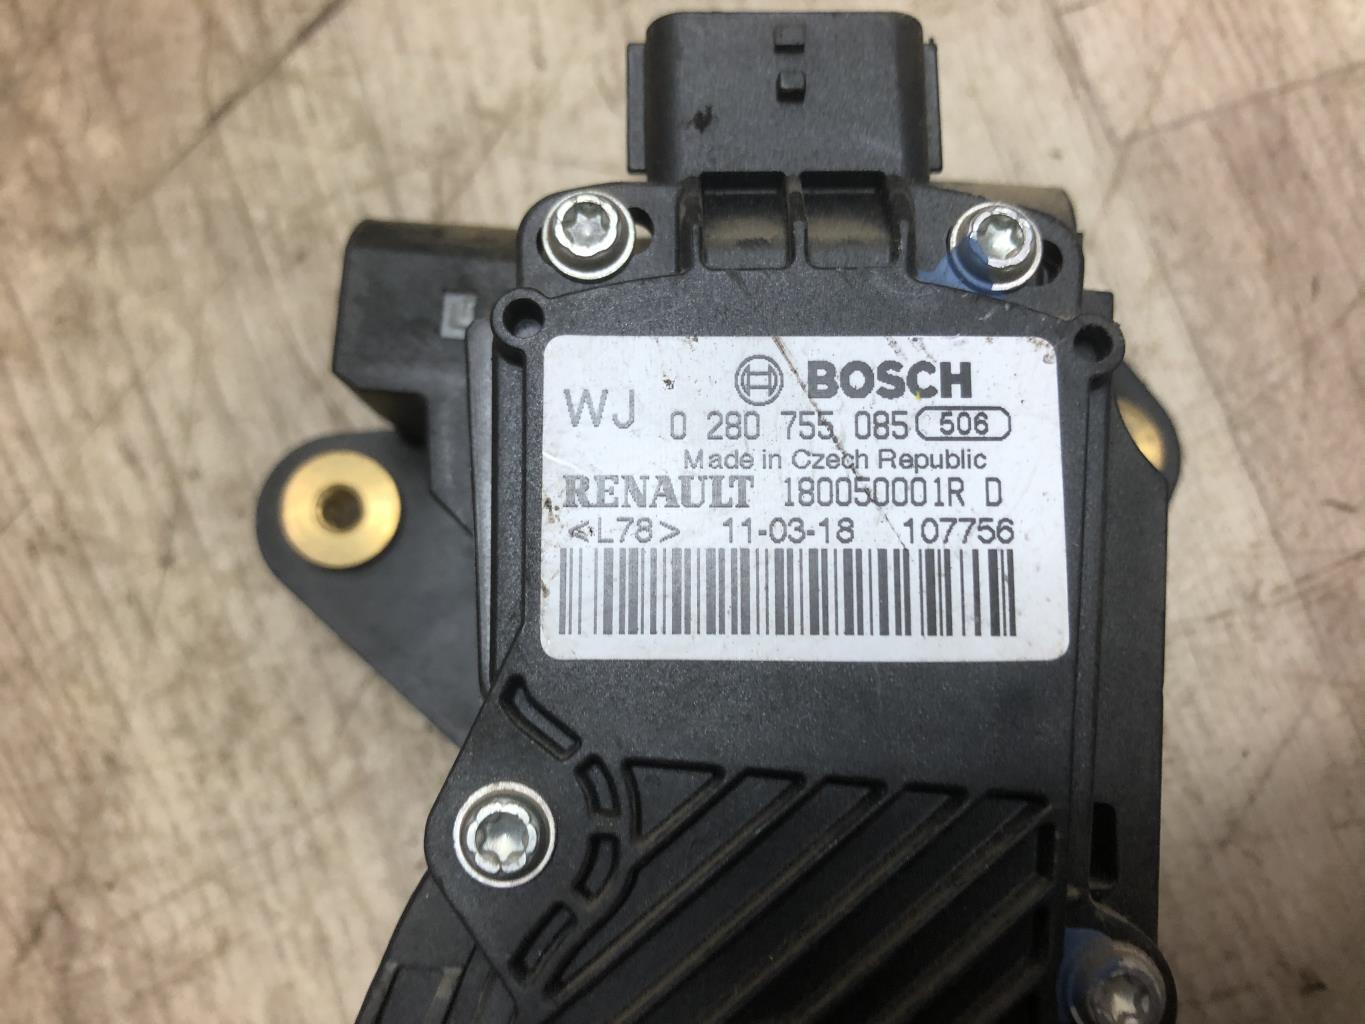 BOSCH
WJ 0 280 755 085 506
Made in Czech Republic
RENAULT 180050001R D
<L78> 11-03-18 107756